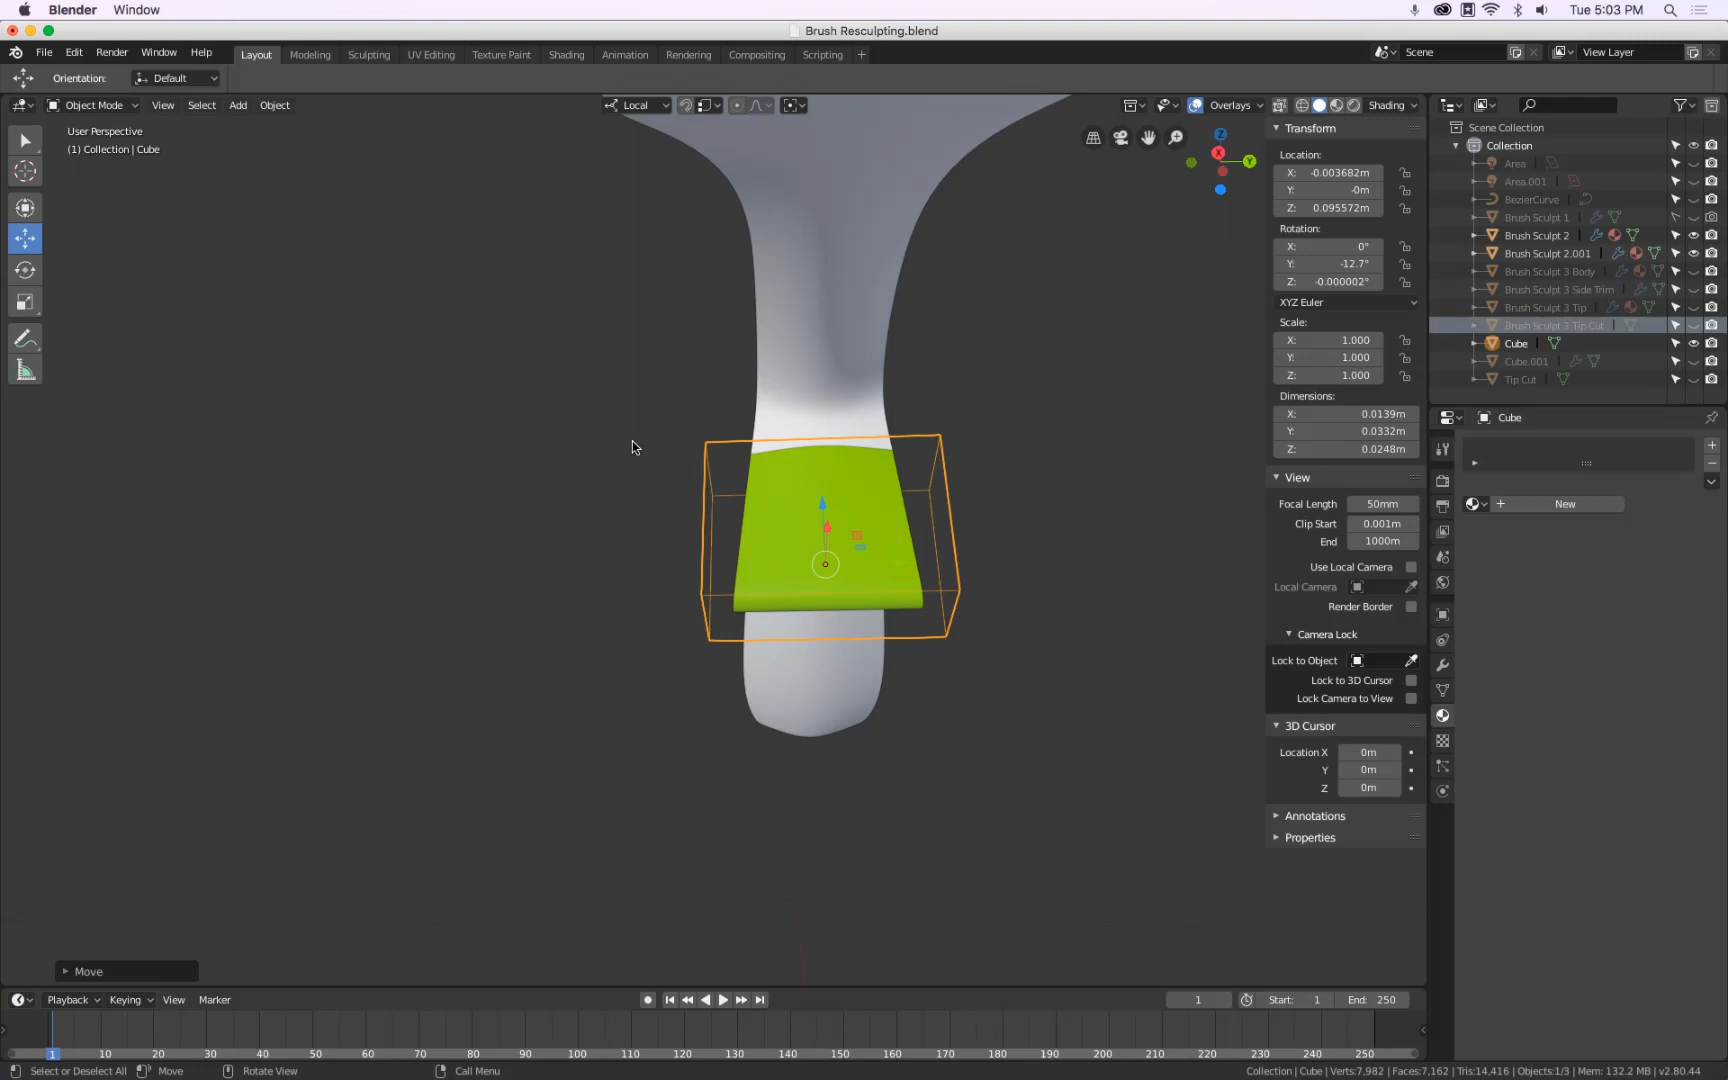 Blender Window Tue 5:03 PM
Brush Resculpting.blend
File Edit Render Window Help Layout Modeling Sculpting UV Editing Texture Paint Shading Animation Rendering Compositing Scripting + Scene View Layer
Orientation: Default
Object Mode View Select Add Object Local Overlays Shading
User Perspective
(1) Collection | Cube
Z
X
Y
Transform
Location:
X: -0.003682m
Y: -0m
Z: 0.095572m
Rotation:
X: 0°
Y: -12.7°
Z: -0.000002°
XYZ Euler
Scale:
X: 1.000
Y: 1.000
Z: 1.000
Dimensions:
X: 0.0139m
Y: 0.0332m
Z: 0.0248m
View
Focal Length 50mm
Clip Start 0.001m
End 1000m
Use Local Camera
Local Camera
Render Border
Camera Lock
Lock to Object
Lock to 3D Cursor
Lock Camera to View
3D Cursor
Location X 0m
Y 0m
Z 0m
Annotations
Properties
Scene Collection
Collection
Area
Area.001
BezierCurve
Brush Sculpt 1
Brush Sculpt 2
Brush Sculpt 2.001
Brush Sculpt 3 Body
Brush Sculpt 3 Side Trim
Brush Sculpt 3 Tip
Brush Sculpt 3 Tip Cut
Cube
Cube.001
Tip Cut
Cube
New
Move
Playback Keying View Marker 1 Start: 1 End: 250
1 10 20 30 40 50 60 70 80 90 100 110 120 130 140 150 160 170 180 190 200 210 220 230 240 250
Select or Deselect All Move Rotate View Call Menu Collection | Cube | Verts:7,982 | Faces:7,162 | Tris:14,416 | Objects:1/3 | Mem: 132.2 MB | v2.80.44